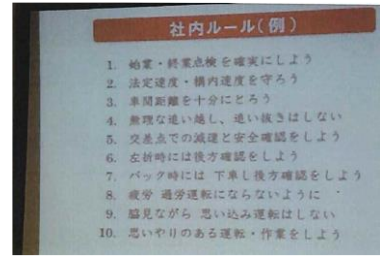 社内ルール(例)
1. 始業・終業点検を確実にしよう
2. 法定速度・構内速度を守ろう
3. 車間距離を十分にとろう
4. 無理な追い越し、追い抜きはしない
5. 交差点での減速と安全確認をしよう
6. 左折時には後方確認をしよう
7. バック時には 下車し後方確認をしよう
8. 疲労 過労運転にならないように
9. 脇見ながら 思い込み運転はしない
10. 思いやりのある運転・作業をしよう